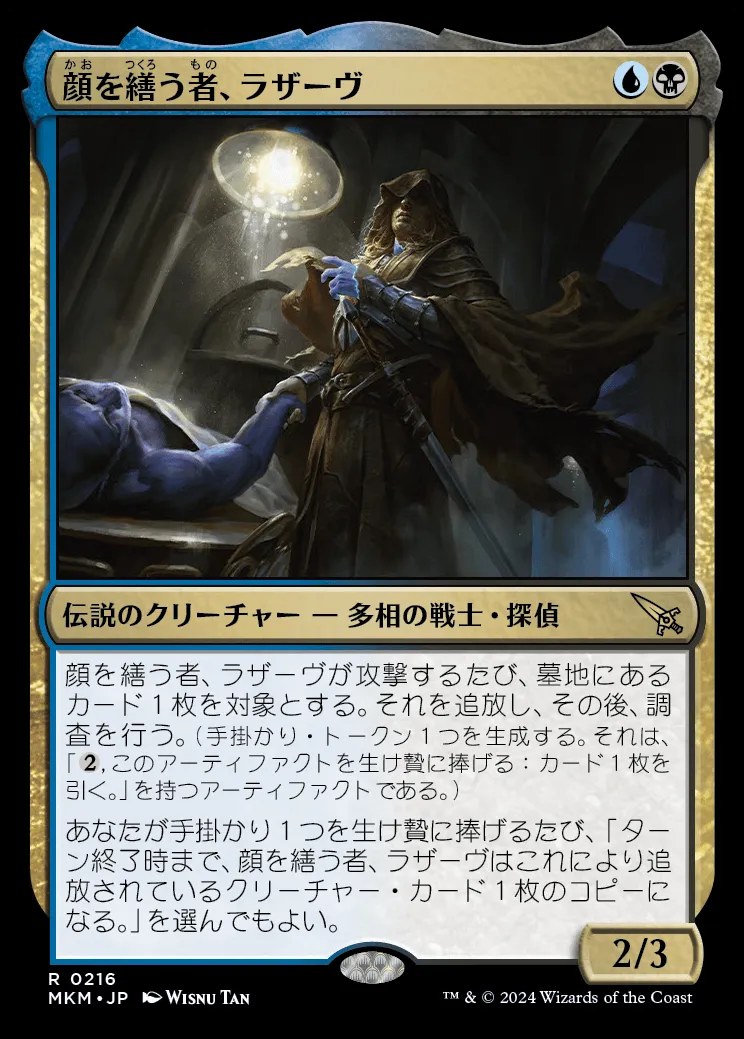 かお つくろ もの
顔を繕う者、ラザーヴ
伝説のクリーチャー — 多相の戦士・探偵
顔を繕う者、ラザーヴが攻撃するたび、墓地にある
カード１枚を対象とする。それを追放し、その後、調
査を行う。（手掛かり・トークン１つを生成する。それは、
「2,このアーティファクトを生け贄に捧げる：カード１枚を
引く。」を持つアーティファクトである。）
あなたが手掛かり１つを生け贄に捧げるたび、「ター
ン終了時まで、顔を繕う者、ラザーヴはこれにより追
放されているクリーチャー・カード１枚のコピーに
なる。」を選んでもよい。
2/3
R 0216
MKM・JP Wisnu Tan
™ & © 2024 Wizards of the Coast